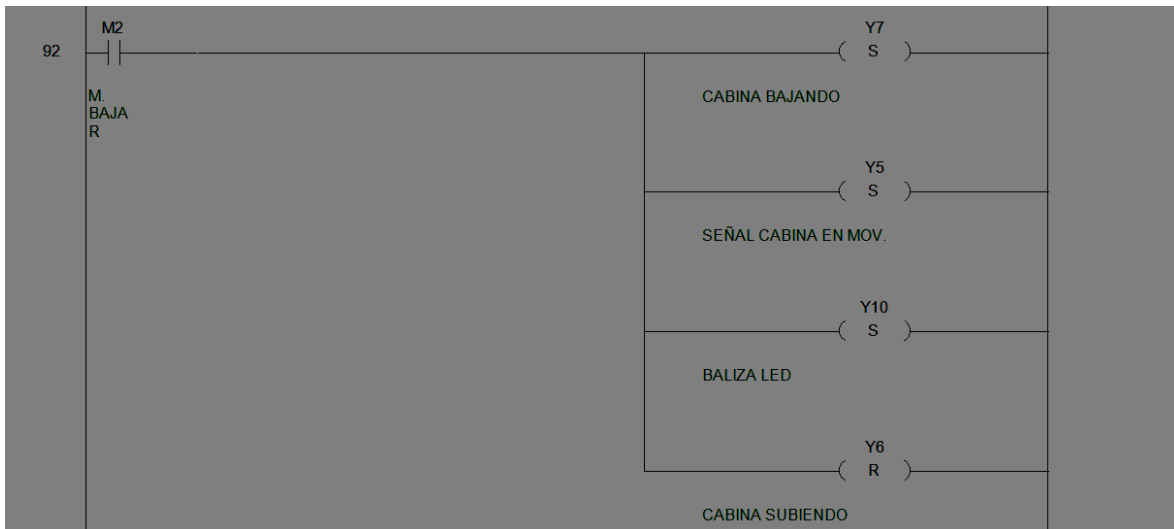 M2
92
M.
BAJA
R
Y7
S
CABINA BAJANDO
Y5
S
SEÑAL CABINA EN MOV.
Y10
S
BALIZA LED
Y6
R
CABINA SUBIENDO